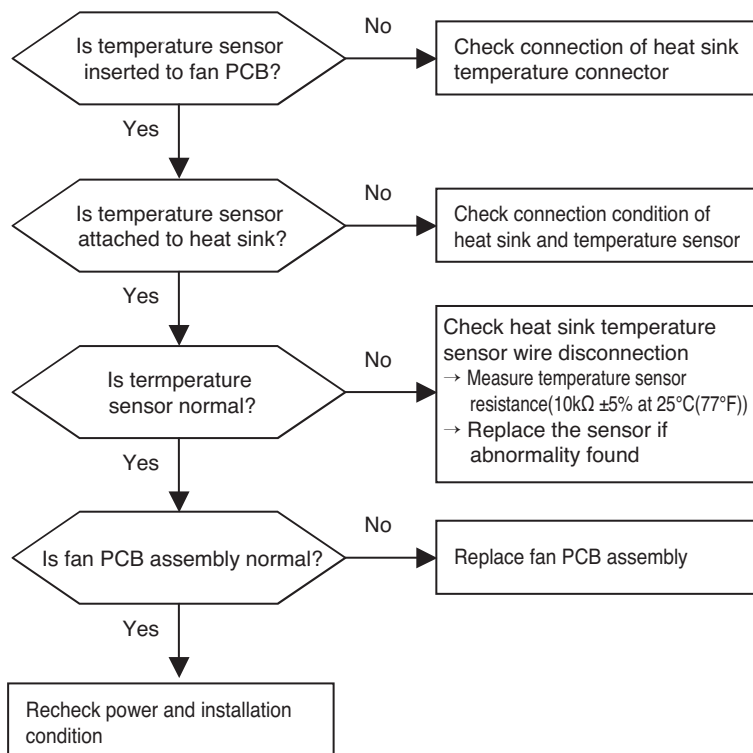 Is temperature sensor
inserted to fan PCB?
No
Check connection of heat sink
temperature connector
Yes
Is temperature sensor
attached to heat sink?
No
Check connection condition of
heat sink and temperature sensor
Yes
Is termperature
sensor normal?
No
Check heat sink temperature
sensor wire disconnection
→ Measure temperature sensor
resistance(10kΩ ±5% at 25°C(77°F))
→ Replace the sensor if
abnormality found
Yes
Is fan PCB assembly normal?
No
Replace fan PCB assembly
Yes
Recheck power and installation
condition